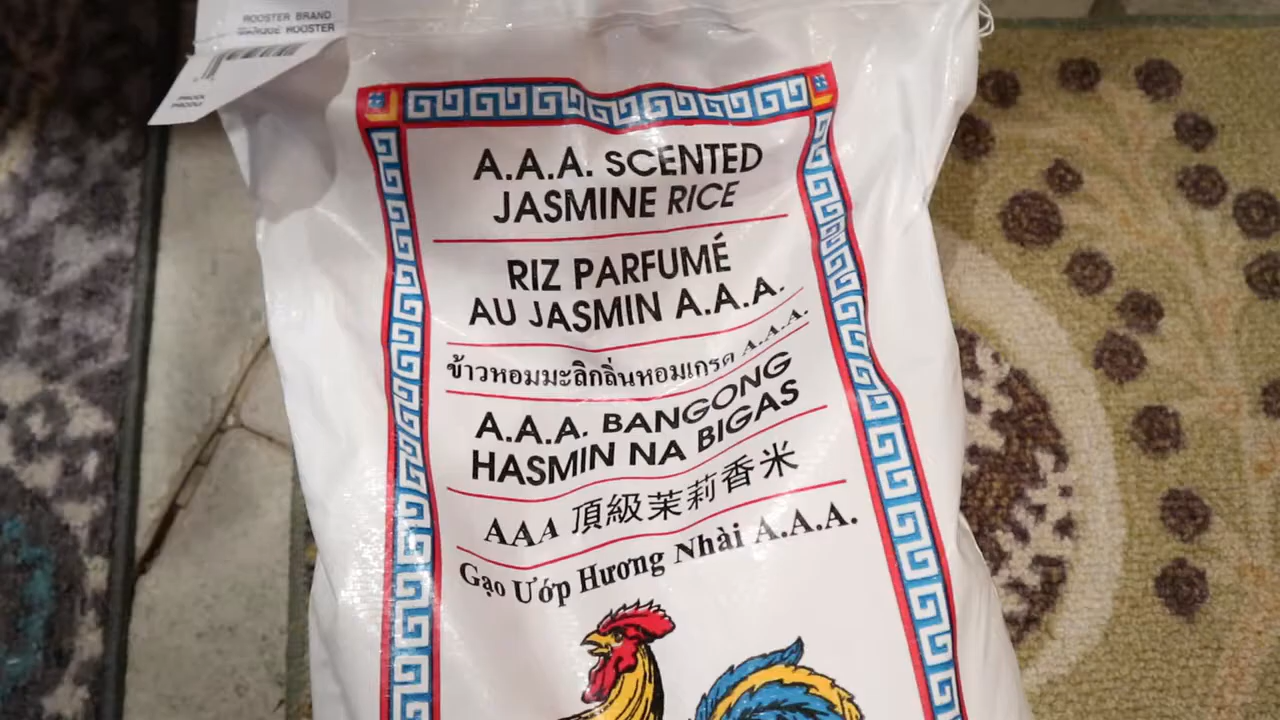 ROOSTER BRAND
MARQUE ROOSTER
A.A.A. SCENTED
JASMINE RICE
RIZ PARFUMÉ
AU JASMIN A.A.A.
ข้าวหอมมะลิกลิ่นหอมเกรด A.A.A.
A.A.A. BANGONG
HASMIN NA BIGAS
AAA 頂級茉莉香米
Gạo Ướp Hương Nhài A.A.A.